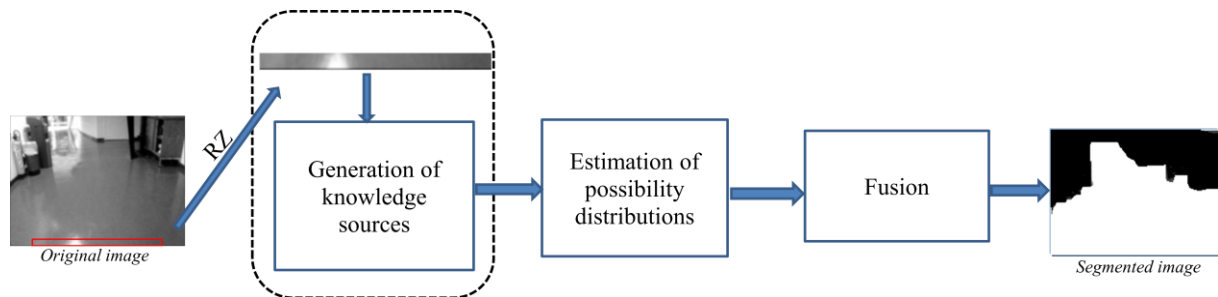 Original image
RZ
Generation of
knowledge
sources
Estimation of
possibility
distributions
Fusion
Segmented image